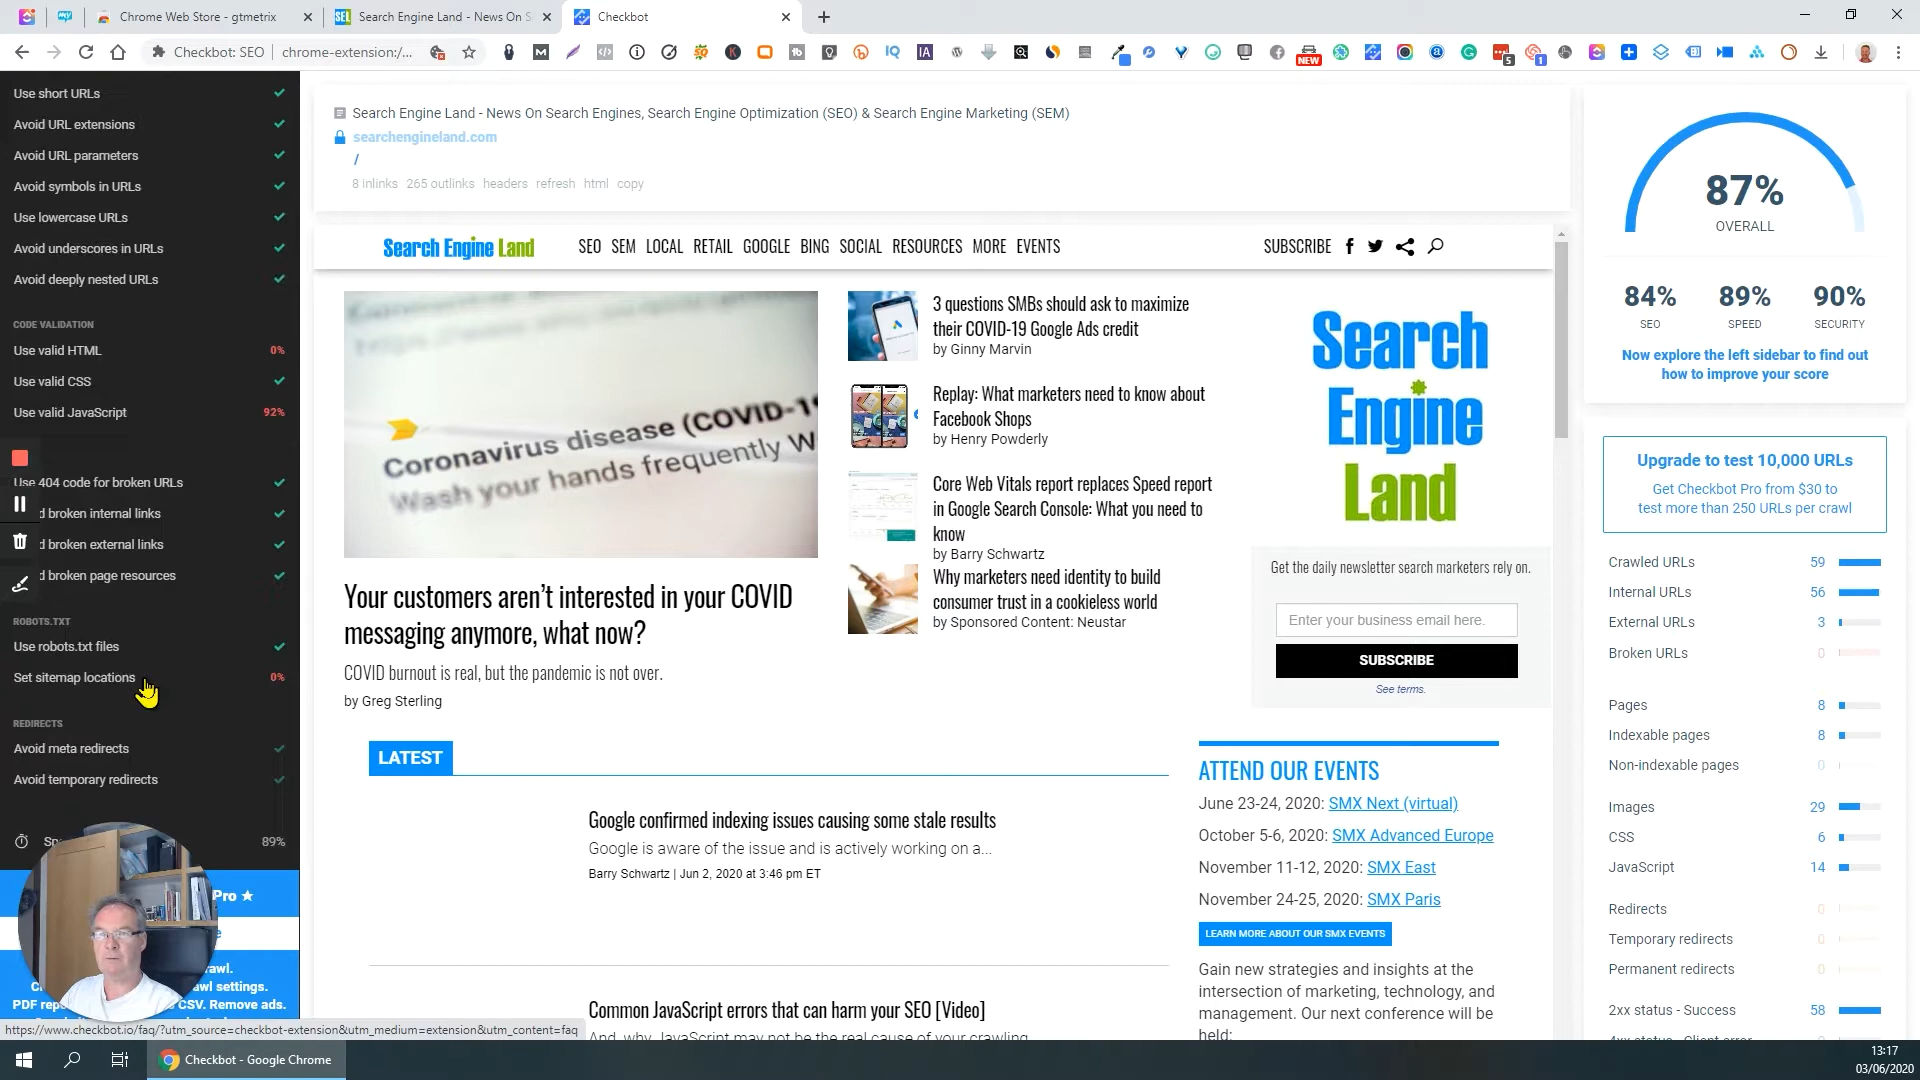 Chrome Web Store - gtmetrix
Search Engine Land - News On S
Checkbot
Checkbot: SEO
chrome-extension:/...
NEW
5
1
Use short URLs
Avoid URL extensions
Avoid URL parameters
Avoid symbols in URLs
Use lowercase URLs
Avoid underscores in URLs
Avoid deeply nested URLs
CODE VALIDATION
Use valid HTML 0%
Use valid CSS
Use valid JavaScript 92%
Use 404 code for broken URLs
d broken internal links
d broken external links
d broken page resources
ROBOTS.TXT
Use robots.txt files
Set sitemap locations 0%
REDIRECTS
Avoid meta redirects
Avoid temporary redirects
89%
Pro ★
awl.
awl settings.
PDF rep
CSV. Remove ads.
https://www.checkbot.io/faq/?utm_source=checkbot-extension&utm_medium=extension&utm_content=faq
Search Engine Land - News On Search Engines, Search Engine Optimization (SEO) & Search Engine Marketing (SEM)
searchengineland.com
/
8 inlinks 265 outlinks headers refresh html copy
Search Engine Land
SEO SEM LOCAL RETAIL GOOGLE BING SOCIAL RESOURCES MORE EVENTS
SUBSCRIBE
Coronavirus disease (COVID-19
Wash your hands frequently W
Your customers aren't interested in your COVID
messaging anymore, what now?
COVID burnout is real, but the pandemic is not over.
by Greg Sterling
3 questions SMBs should ask to maximize
their COVID-19 Google Ads credit
by Ginny Marvin
Replay: What marketers need to know about
Facebook Shops
by Henry Powderly
Core Web Vitals report replaces Speed report
in Google Search Console: What you need to
know
by Barry Schwartz
Why marketers need identity to build
consumer trust in a cookieless world
by Sponsored Content: Neustar
Search
Engine
Land
Get the daily newsletter search marketers rely on.
Enter your business email here.
SUBSCRIBE
See terms.
LATEST
Google confirmed indexing issues causing some stale results
Google is aware of the issue and is actively working on a...
Barry Schwartz | Jun 2, 2020 at 3:46 pm ET
Common JavaScript errors that can harm your SEO [Video]
And, why JavaScript may not be the real cause of your crawling
ATTEND OUR EVENTS
June 23-24, 2020: SMX Next (virtual)
October 5-6, 2020: SMX Advanced Europe
November 11-12, 2020: SMX East
November 24-25, 2020: SMX Paris
LEARN MORE ABOUT OUR SMX EVENTS
Gain new strategies and insights at the
intersection of marketing, technology, and
management. Our next conference will be
held:
87%
OVERALL
84% 89% 90%
SEO SPEED SECURITY
Now explore the left sidebar to find out
how to improve your score
Upgrade to test 10,000 URLs
Get Checkbot Pro from $30 to
test more than 250 URLs per crawl
Crawled URLs 59
Internal URLs 56
External URLs 3
Broken URLs 0
Pages 8
Indexable pages 8
Non-indexable pages 0
Images 29
CSS 6
JavaScript 14
Redirects 0
Temporary redirects 0
Permanent redirects 0
2xx status - Success 58
4xx status - Client error
Checkbot - Google Chrome
13:17
03/06/2020